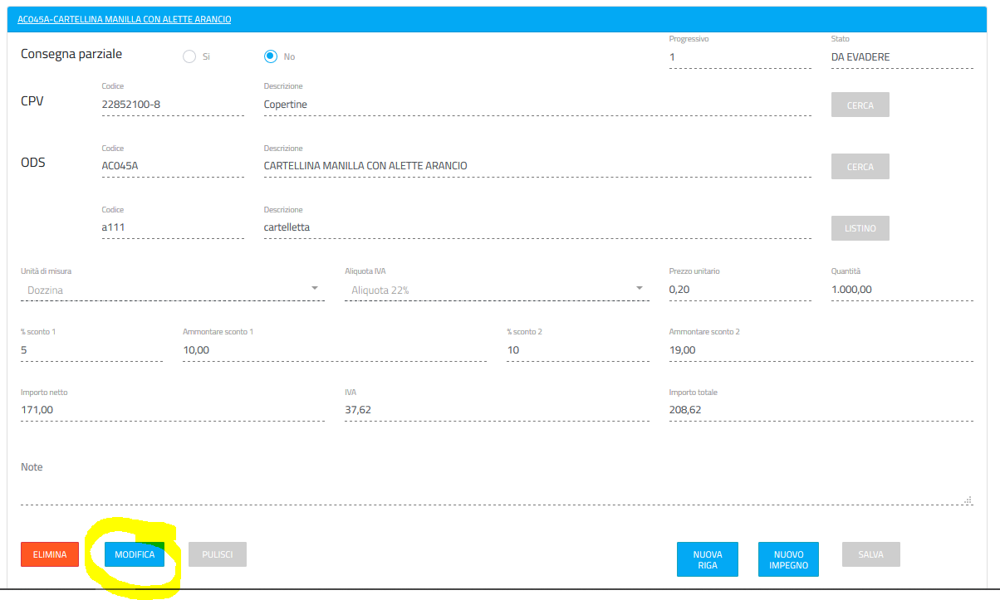 AC045A-CARTELLINA MANILLA CON ALETTE ARANCIO
Progressivo Stato
Consegna parziale Si No 1 DA EVADERE
Codice Descrizione
CPV 22852100-8 Copertine CERCA
Codice Descrizione
ODS AC045A CARTELLINA MANILLA CON ALETTE ARANCIO CERCA
Codice Descrizione
a111 cartelletta LISTINO
Unità di misura Aliquota IVA Prezzo unitario Quantità
Dozzina Aliquota 22% 0,20 1.000,00
% sconto 1 Ammontare sconto 1 % sconto 2 Ammontare sconto 2
5 10,00 10 19,00
Importo netto IVA Importo totale
171,00 37,62 208,62
Note
ELIMINA MODIFICA PULISCI NUOVA RIGA NUOVO IMPEGNO SALVA